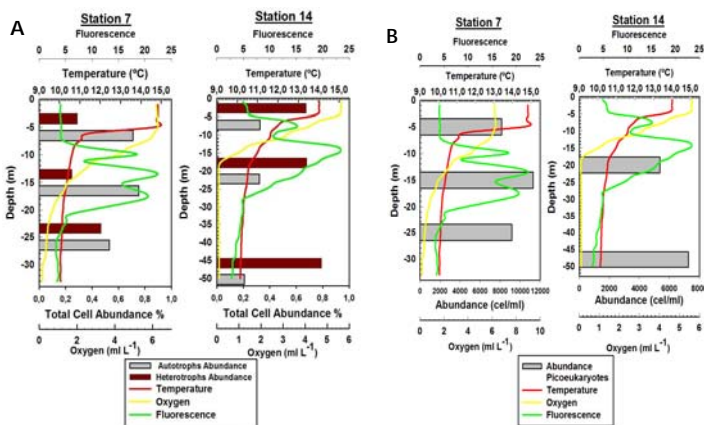 A
Station 7
Fluorescence
0 5 10 15 20 25
Temperature (ºC)
9,0 10,0 11,0 12,0 13,0 14,0 15,0
Depth (m)
0
-5
-10
-15
-20
-25
-30
0,0 0,2 0,4 0,6 0,8 1,0
Total Cell Abundance %
0 1 2 3 4 5 6
Oxygen (ml L-1)
Station 14
Fluorescence
0 5 10 15 20 25
Temperature (ºC)
9,0 10,0 11,0 12,0 13,0 14,0 15,0
Depth (m)
0
-5
-10
-15
-20
-25
-30
-45
-50
0,0 0,2 0,4 0,6 0,8 1,0
Total Cell Abundance %
0 1 2 3 4 5 6
Oxygen (ml L-1)
Autotrophs Abundance
Heterotrophs Abundance
Temperature
Oxygen
Fluorescence
B
Station 7
Fluorescence
0 5 10 15 20 25
Temperature (ºC)
9,0 10,0 11,0 12,0 13,0 14,0 15,0
Depth (m)
0
-5
-10
-15
-20
-25
-30
0 2000 4000 6000 8000 10000 12000
Abundance (cel/ml)
0 2 4 6 8 10
Oxygen (ml L-1)
Station 14
Fluorescence
0 5 10 15 20 25
Temperature (ºC)
9,0 10,0 11,0 12,0 13,0 14,0 15,0
Depth (m)
0
-5
-10
-15
-20
-25
-30
-45
-50
0 2000 4000 6000 8000
Abundance (cel/ml)
0 1 2 3 4 5 6 7
Oxygen (ml L-1)
Abundance
Picoeukaryotes
Temperature
Oxygen
Fluorescence